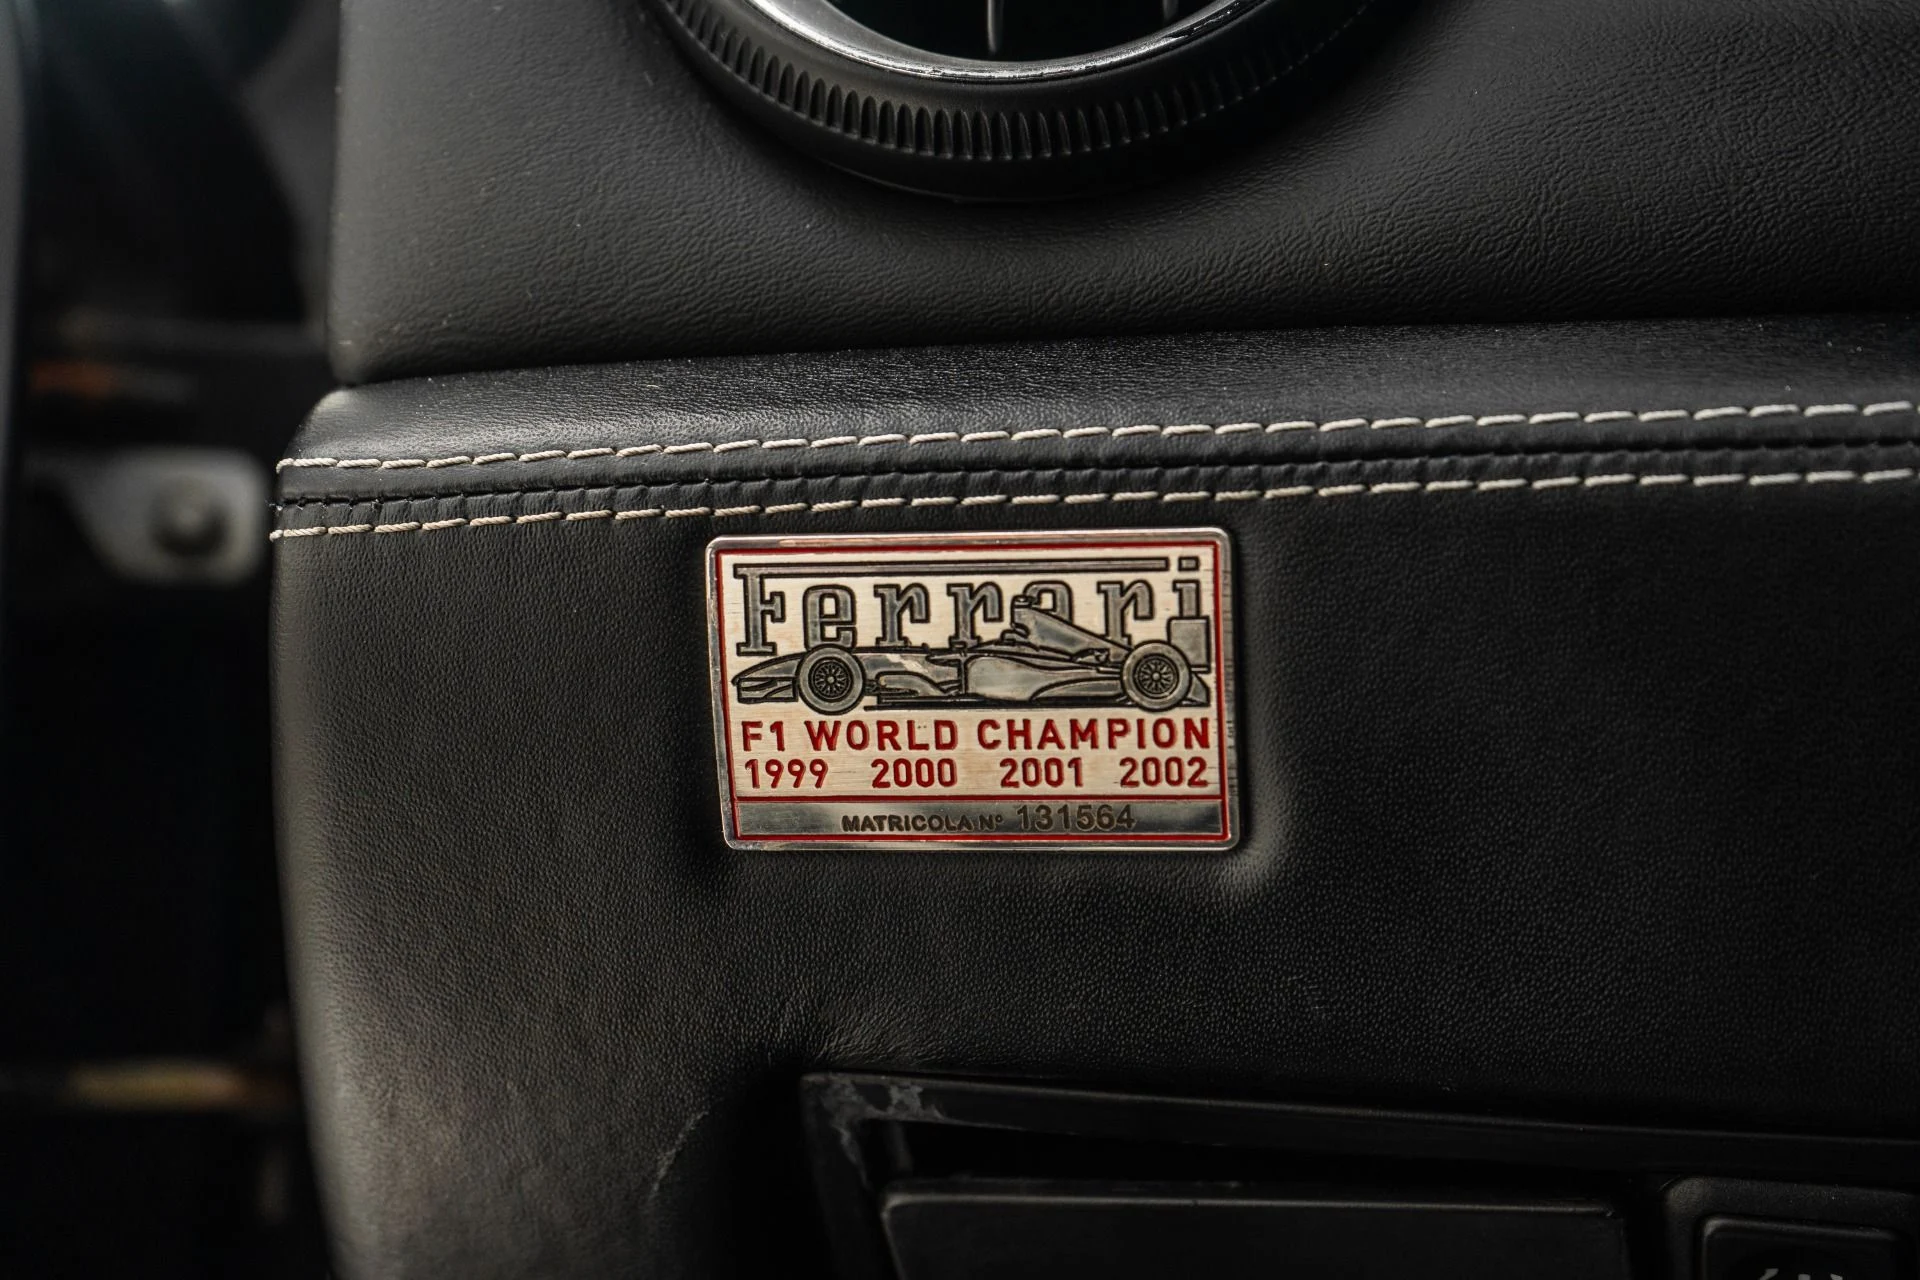 Ferrari
F1 WORLD CHAMPION
1999 2000 2001 2002
MATRICOLA Nº 131564